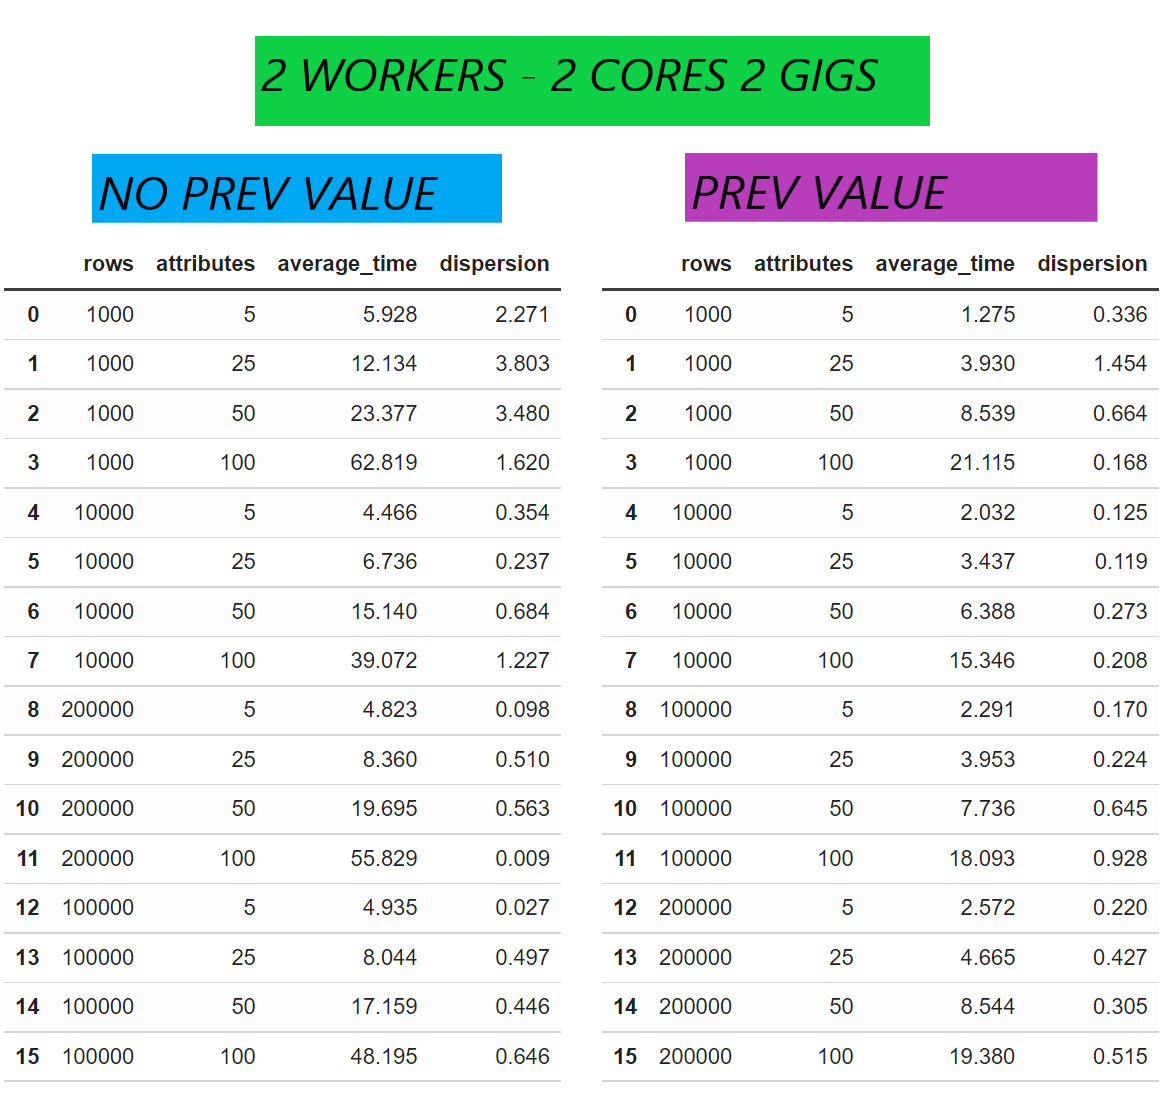 2 WORKERS - 2 CORES 2 GIGS
NO PREV VALUE
rows attributes average_time dispersion
0 1000 5 5.928 2.271
1 1000 25 12.134 3.803
2 1000 50 23.377 3.480
3 1000 100 62.819 1.620
4 10000 5 4.466 0.354
5 10000 25 6.736 0.237
6 10000 50 15.140 0.684
7 10000 100 39.072 1.227
8 200000 5 4.823 0.098
9 200000 25 8.360 0.510
10 200000 50 19.695 0.563
11 200000 100 55.829 0.009
12 100000 5 4.935 0.027
13 100000 25 8.044 0.497
14 100000 50 17.159 0.446
15 100000 100 48.195 0.646
PREV VALUE
rows attributes average_time dispersion
0 1000 5 1.275 0.336
1 1000 25 3.930 1.454
2 1000 50 8.539 0.664
3 1000 100 21.115 0.168
4 10000 5 2.032 0.125
5 10000 25 3.437 0.119
6 10000 50 6.388 0.273
7 10000 100 15.346 0.208
8 100000 5 2.291 0.170
9 100000 25 3.953 0.224
10 100000 50 7.736 0.645
11 100000 100 18.093 0.928
12 200000 5 2.572 0.220
13 200000 25 4.665 0.427
14 200000 50 8.544 0.305
15 200000 100 19.380 0.515